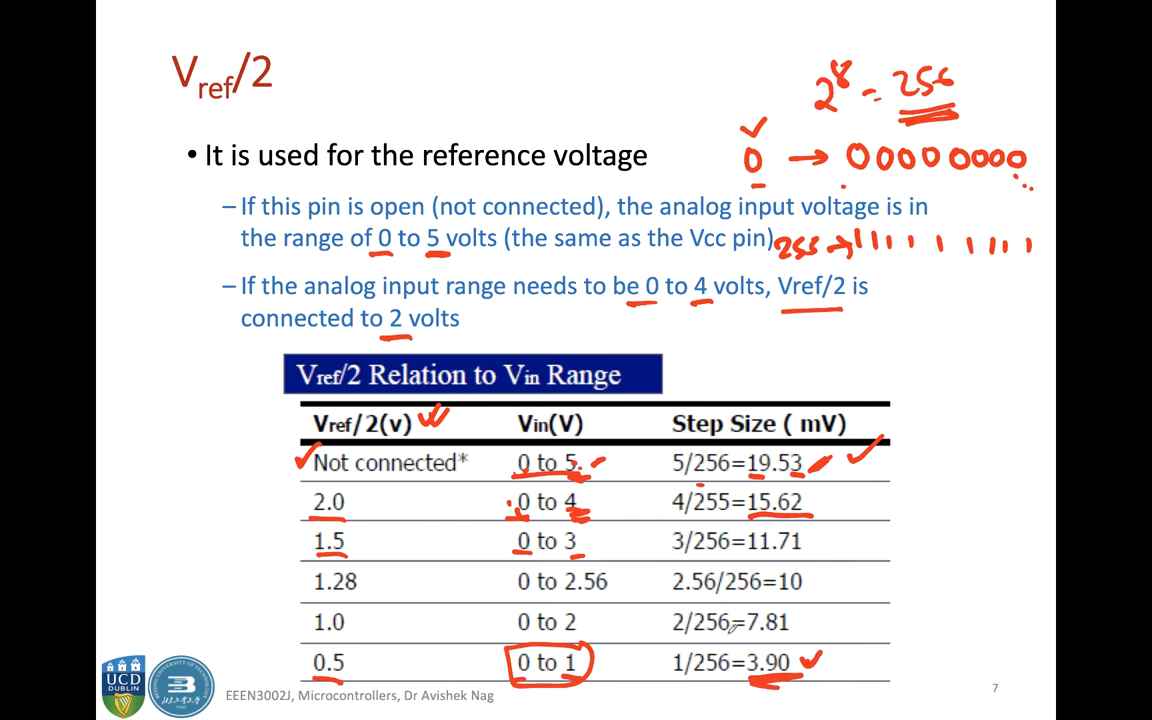 Vref/2
2^8 = 256
• It is used for the reference voltage
0 → 00000000
– If this pin is open (not connected), the analog input voltage is in
the range of 0 to 5 volts (the same as the Vcc pin)
255 → 11111111
– If the analog input range needs to be 0 to 4 volts, Vref/2 is
connected to 2 volts
Vref/2 Relation to Vin Range
Vref/2(v) Vin(V) Step Size ( mV)
Not connected* 0 to 5 5/256=19.53
2.0 0 to 4 4/255=15.62
1.5 0 to 3 3/256=11.71
1.28 0 to 2.56 2.56/256=10
1.0 0 to 2 2/256=7.81
0.5 0 to 1 1/256=3.90
UCD
DUBLIN
EEEN3002J, Microcontrollers, Dr Avishek Nag
7